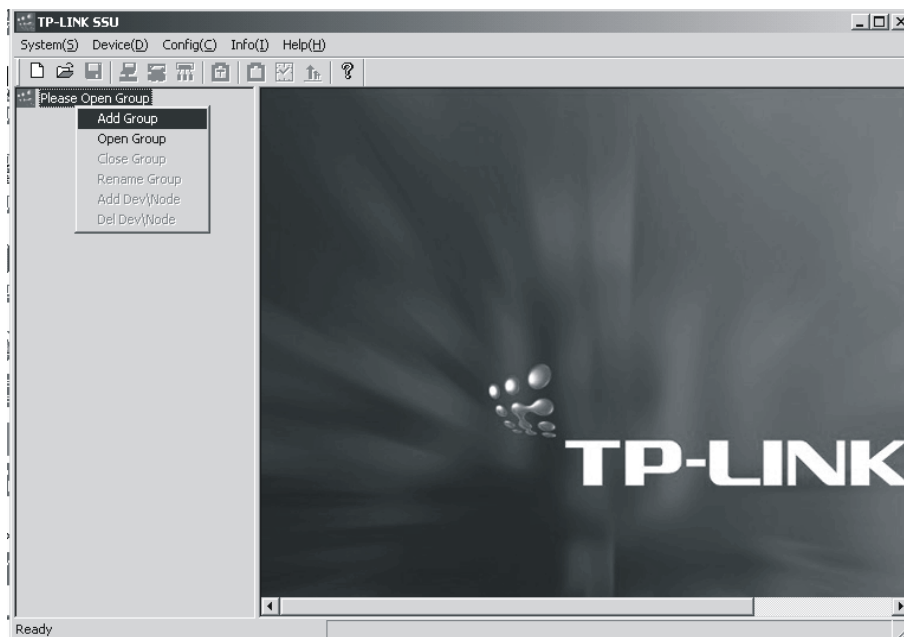 TP-LINK SSU
System(S) Device(D) Config(C) Info(I) Help(H)
Please Open Group
Add Group
Open Group
Close Group
Rename Group
Add Dev\Node
Del Dev\Node
TP-LINK
Ready